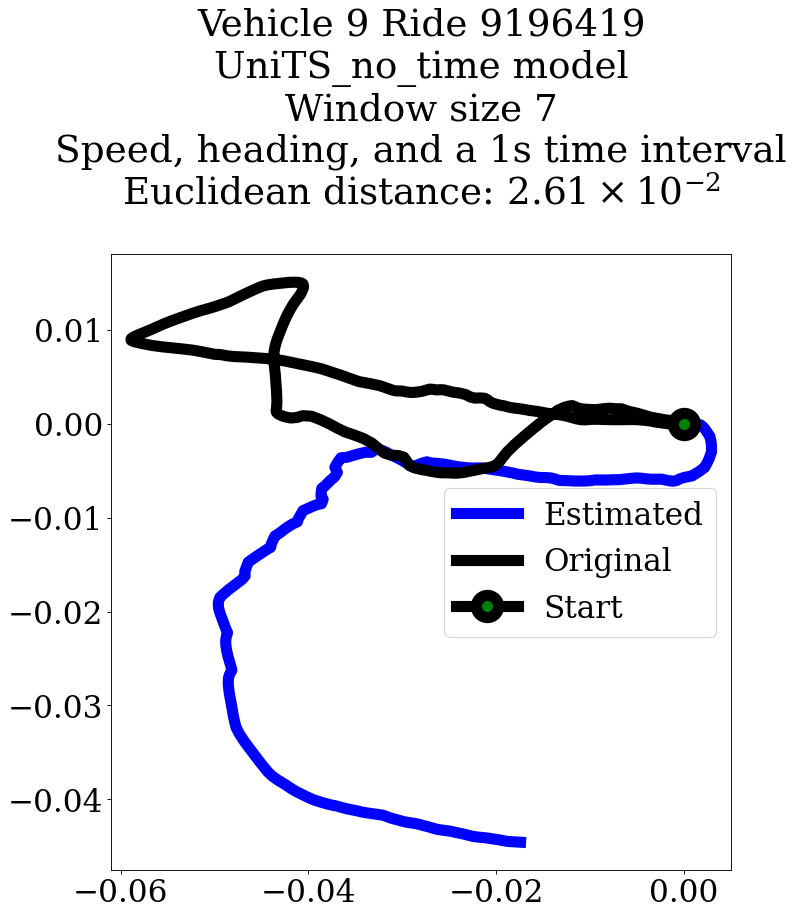 Vehicle 9 Ride 9196419
UniTS_no_time model
Window size 7
Speed, heading, and a 1s time interval
Euclidean distance: 2.61 × 10⁻²
0.01
0.00
−0.01
−0.02
−0.03
−0.04
Estimated
Original
Start
−0.06
−0.04
−0.02
0.00